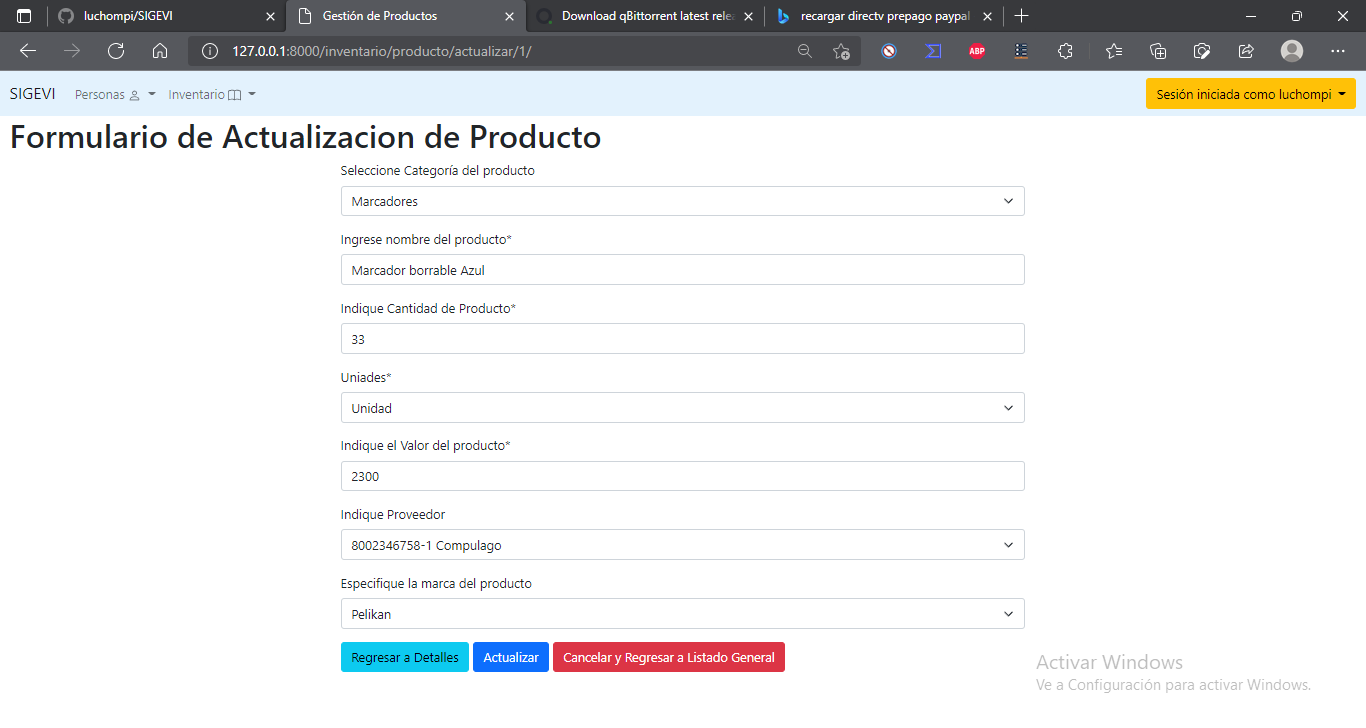 luchompi/SIGEVI
Gestión de Productos
Download qBittorrent latest rele
recargar directv prepago paypal
127.0.0.1:8000/inventario/producto/actualizar/1/
ABP
SIGEVI Personas Inventario Sesión iniciada como luchompi
Formulario de Actualizacion de Producto
Seleccione Categoría del producto
Marcadores
Ingrese nombre del producto*
Marcador borrable Azul
Indique Cantidad de Producto*
33
Uniades*
Unidad
Indique el Valor del producto*
2300
Indique Proveedor
8002346758-1 Compulago
Especifique la marca del producto
Pelikan
Regresar a Detalles Actualizar Cancelar y Regresar a Listado General
Activar Windows
Ve a Configuración para activar Windows.